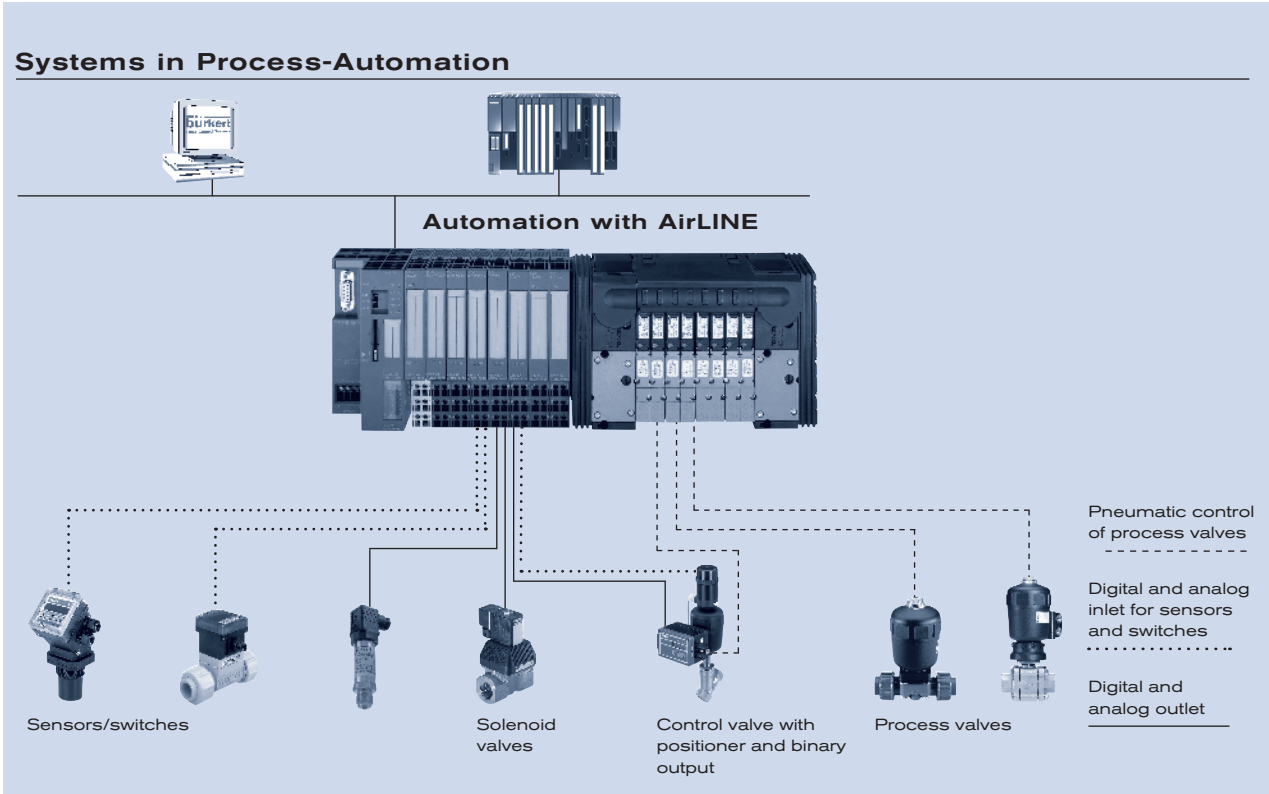 Systems in Process-Automation
bürkert
Automation with AirLINE
Pneumatic control
of process valves
Digital and analog
inlet for sensors
and switches
Digital and
analog outlet
Sensors/switches
Solenoid
valves
Control valve with
positioner and binary
output
Process valves